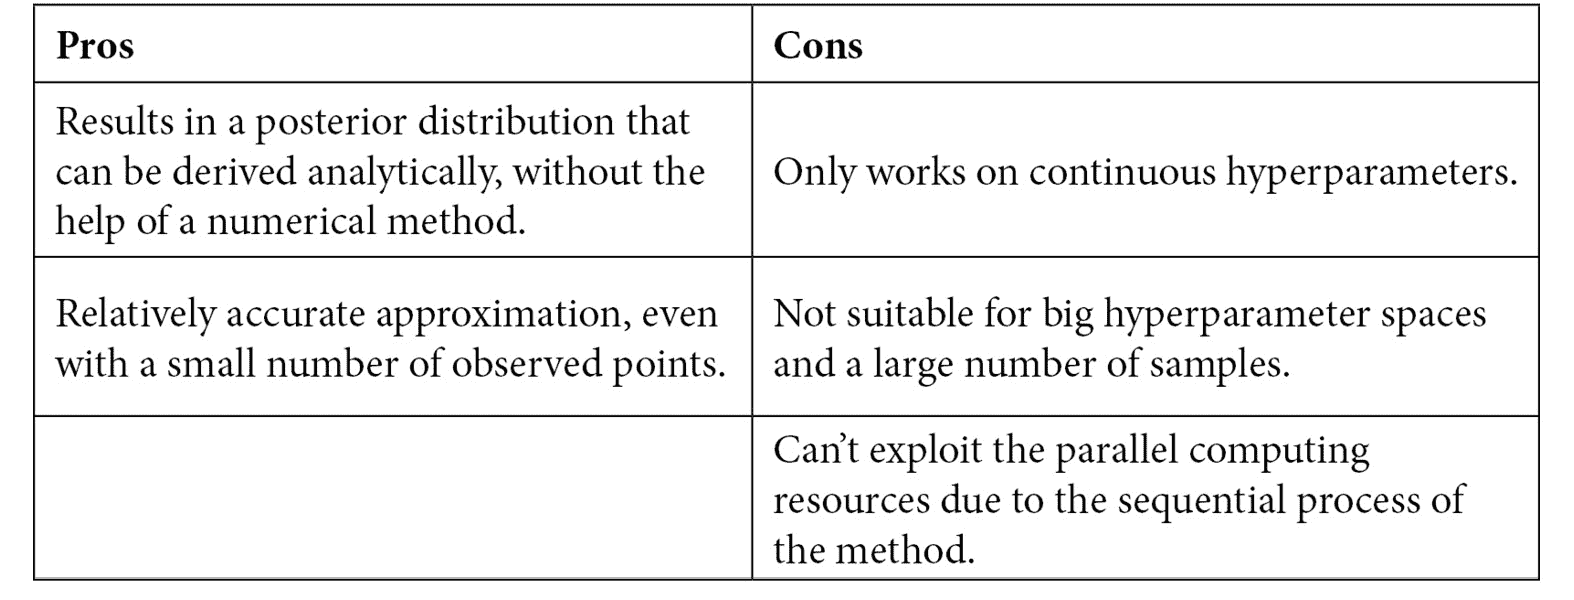 Pros
Cons
Results in a posterior distribution that
can be derived analytically, without the
help of a numerical method.
Only works on continuous hyperparameters.
Relatively accurate approximation, even
with a small number of observed points.
Not suitable for big hyperparameter spaces
and a large number of samples.
Can’t exploit the parallel computing
resources due to the sequential process of
the method.